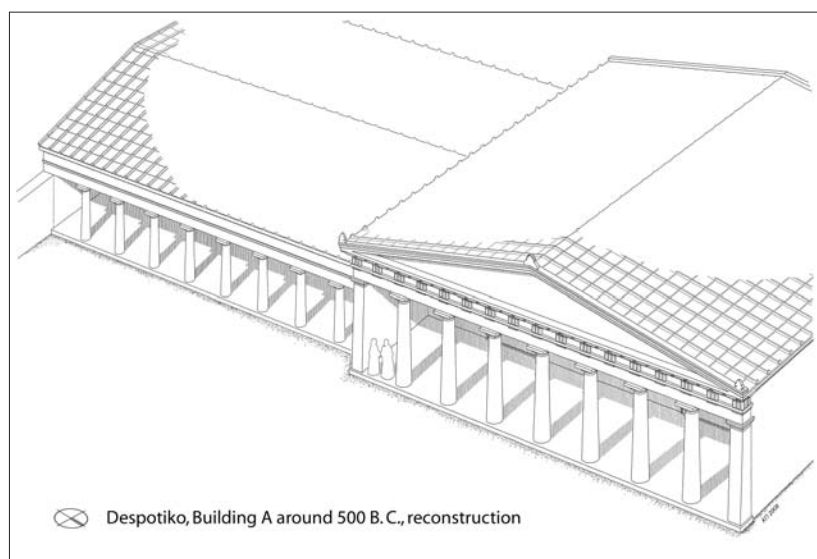 Despotiko, Building A around 500 B. C., reconstruction